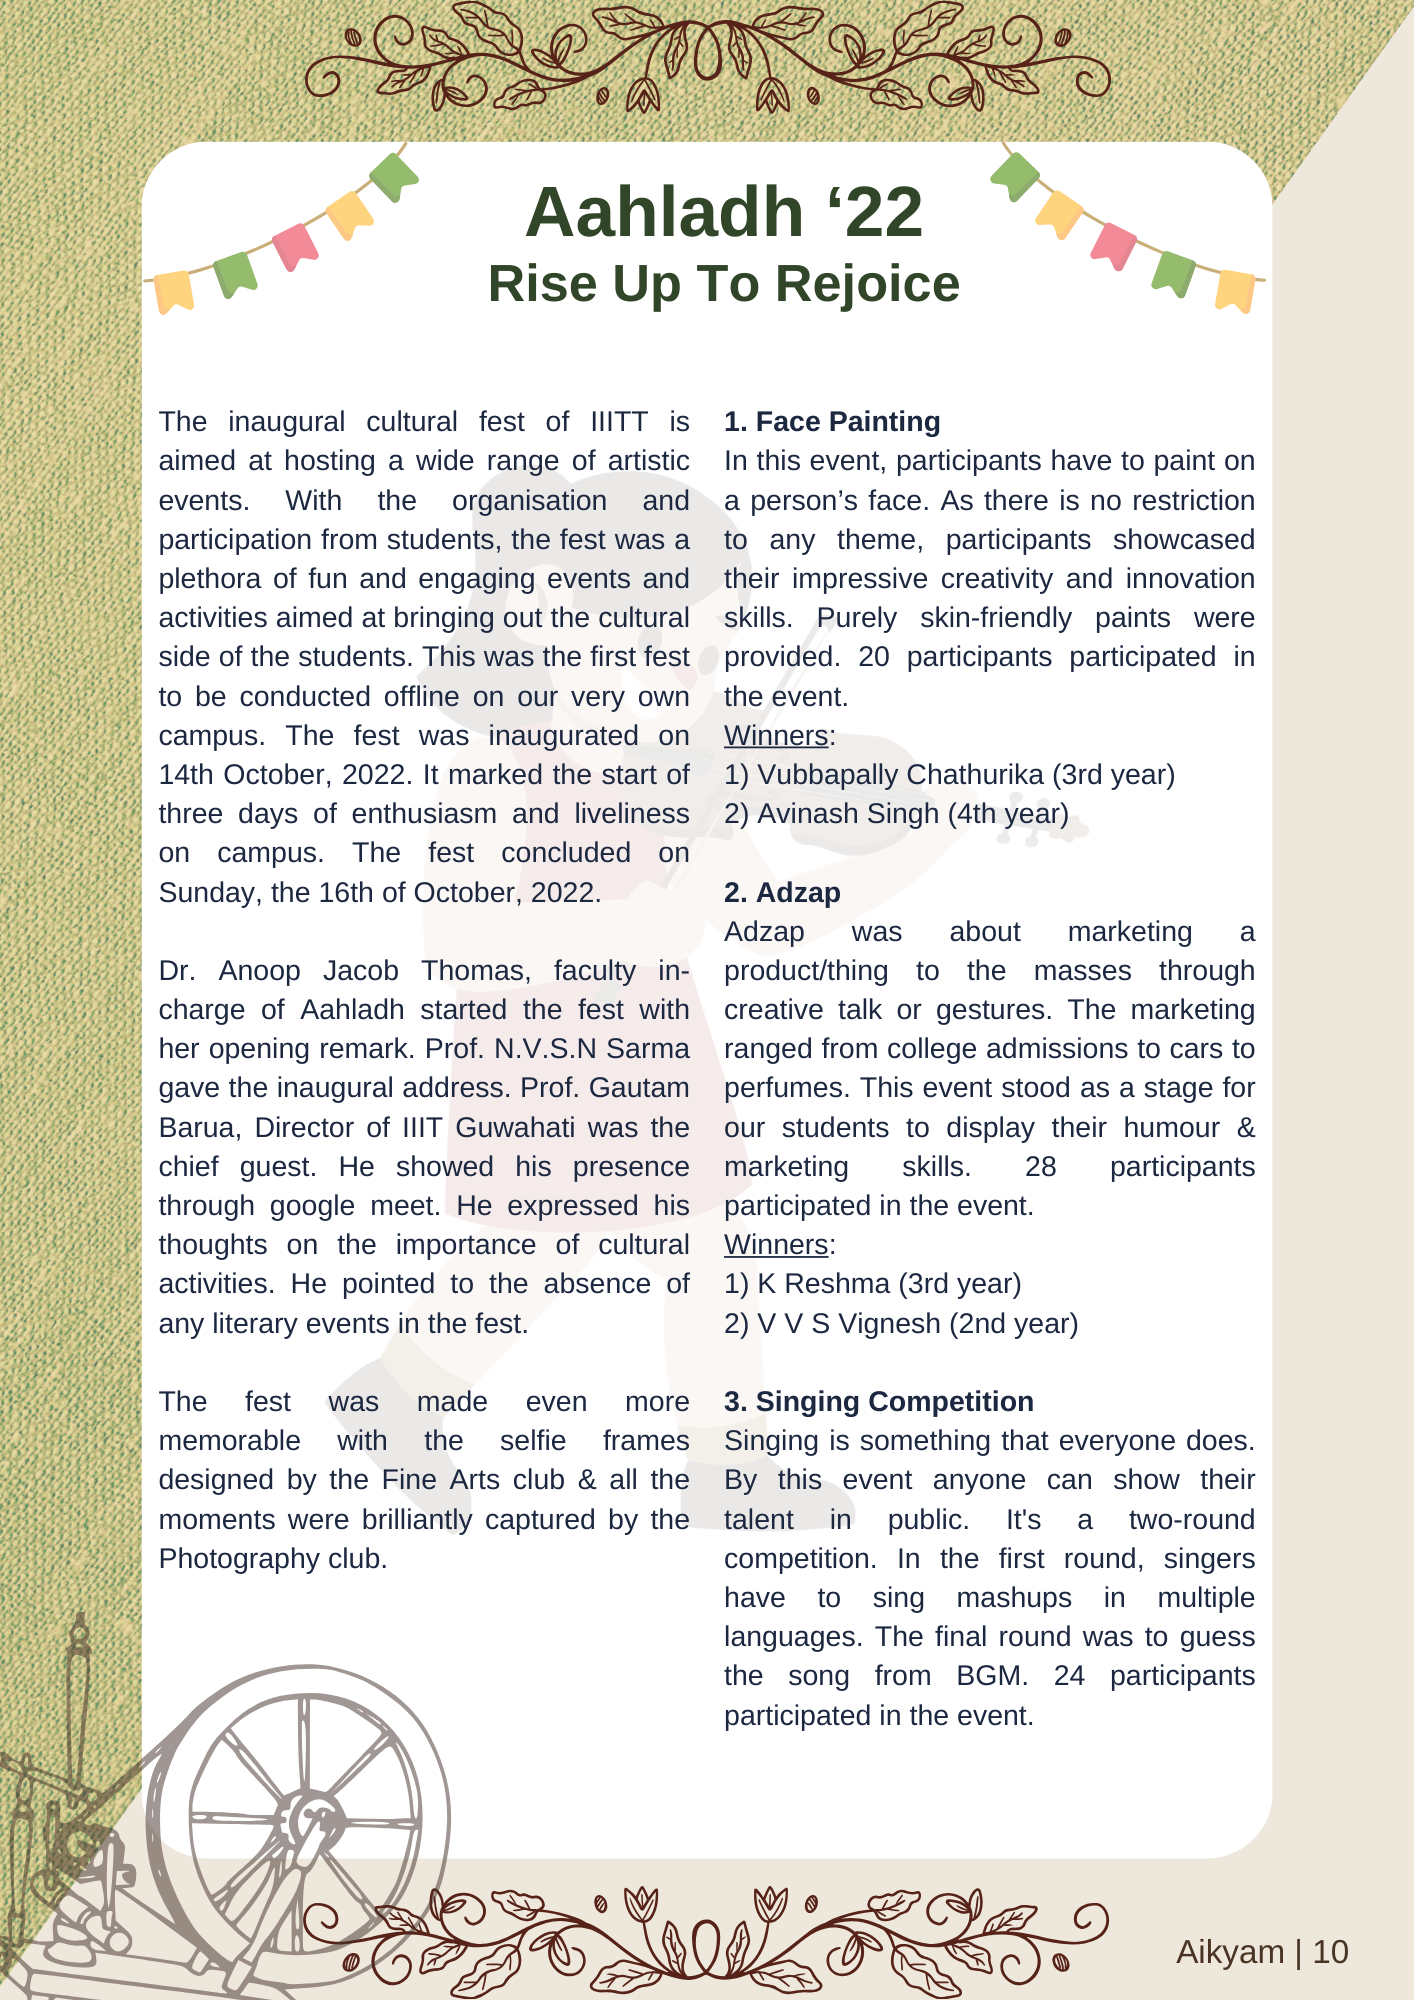 Aahladh ‘22
Rise Up To Rejoice
The inaugural cultural fest of IIITT is
aimed at hosting a wide range of artistic
events. With the organisation and
participation from students, the fest was a
plethora of fun and engaging events and
activities aimed at bringing out the cultural
side of the students. This was the first fest
to be conducted offline on our very own
campus. The fest was inaugurated on
14th October, 2022. It marked the start of
three days of enthusiasm and liveliness
on campus. The fest concluded on
Sunday, the 16th of October, 2022.
Dr. Anoop Jacob Thomas, faculty in-
charge of Aahladh started the fest with
her opening remark. Prof. N.V.S.N Sarma
gave the inaugural address. Prof. Gautam
Barua, Director of IIIT Guwahati was the
chief guest. He showed his presence
through google meet. He expressed his
thoughts on the importance of cultural
activities. He pointed to the absence of
any literary events in the fest.
The fest was made even more
memorable with the selfie frames
designed by the Fine Arts club & all the
moments were brilliantly captured by the
Photography club.
1. Face Painting
In this event, participants have to paint on
a person’s face. As there is no restriction
to any theme, participants showcased
their impressive creativity and innovation
skills. Purely skin-friendly paints were
provided. 20 participants participated in
the event.
Winners:
1) Vubbapally Chathurika (3rd year)
2) Avinash Singh (4th year)
2. Adzap
Adzap was about marketing a
product/thing to the masses through
creative talk or gestures. The marketing
ranged from college admissions to cars to
perfumes. This event stood as a stage for
our students to display their humour &
marketing skills. 28 participants
participated in the event.
Winners:
1) K Reshma (3rd year)
2) V V S Vignesh (2nd year)
3. Singing Competition
Singing is something that everyone does.
By this event anyone can show their
talent in public. It's a two-round
competition. In the first round, singers
have to sing mashups in multiple
languages. The final round was to guess
the song from BGM. 24 participants
participated in the event.
Aikyam | 10